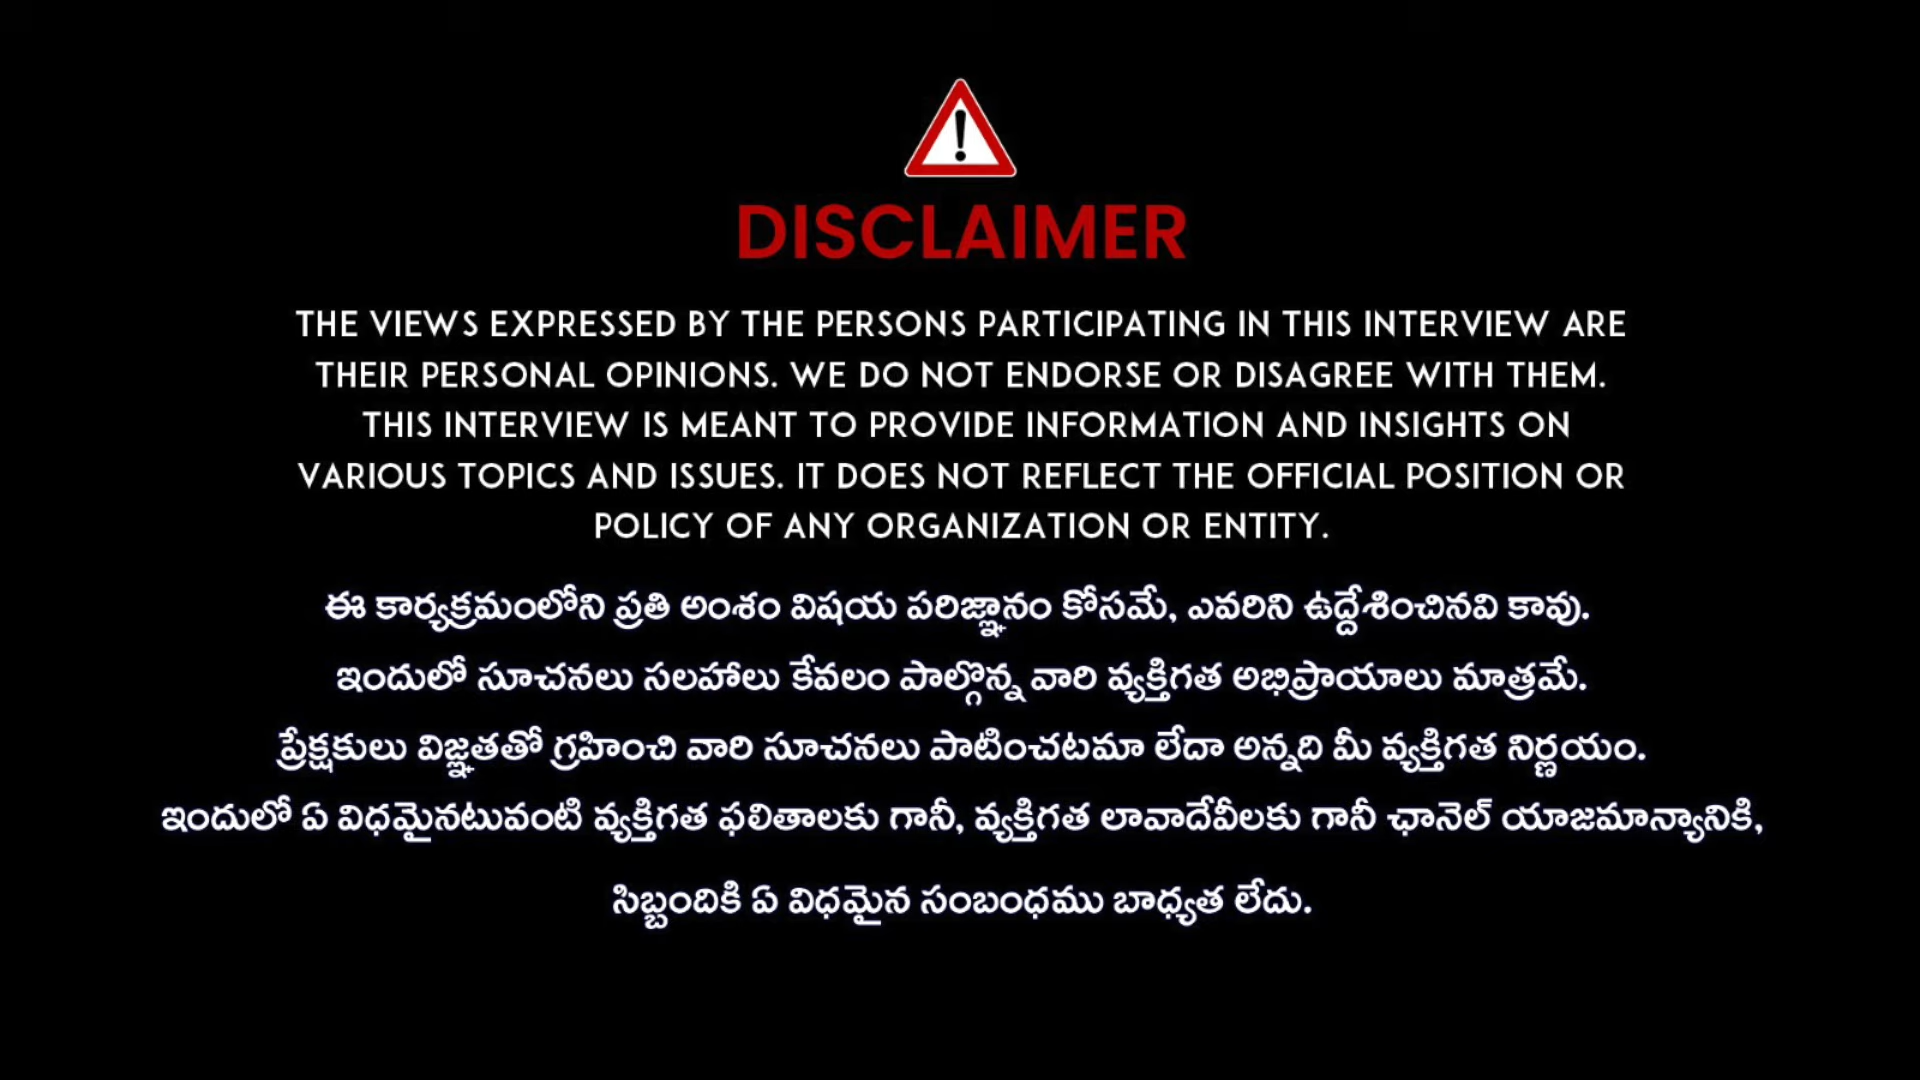 DISCLAIMER
THE VIEWS EXPRESSED BY THE PERSONS PARTICIPATING IN THIS INTERVIEW ARE
THEIR PERSONAL OPINIONS. WE DO NOT ENDORSE OR DISAGREE WITH THEM.
THIS INTERVIEW IS MEANT TO PROVIDE INFORMATION AND INSIGHTS ON
VARIOUS TOPICS AND ISSUES. IT DOES NOT REFLECT THE OFFICIAL POSITION OR
POLICY OF ANY ORGANIZATION OR ENTITY.
ఈ కార్యక్రమంలోని ప్రతి అంశం విషయ పరిజ్ఞానం కోసమే, ఎవరిని ఉద్దేశించినవి కావు.
ఇందులో సూచనలు సలహాలు కేవలం పాల్గొన్న వారి వ్యక్తిగత అభిప్రాయాలు మాత్రమే.
ప్రేక్షకులు విజ్ఞతతో గ్రహించి వారి సూచనలు పాటించటమా లేదా అన్నది మీ వ్యక్తిగత నిర్ణయం.
ఇందులో ఏ విధమైనటువంటి వ్యక్తిగత ఫలితాలకు గానీ, వ్యక్తిగత లావాదేవీలకు గానీ ఛానెల్ యాజమాన్యానికి,
సిబ్బందికి ఏ విధమైన సంబంధము బాధ్యత లేదు.